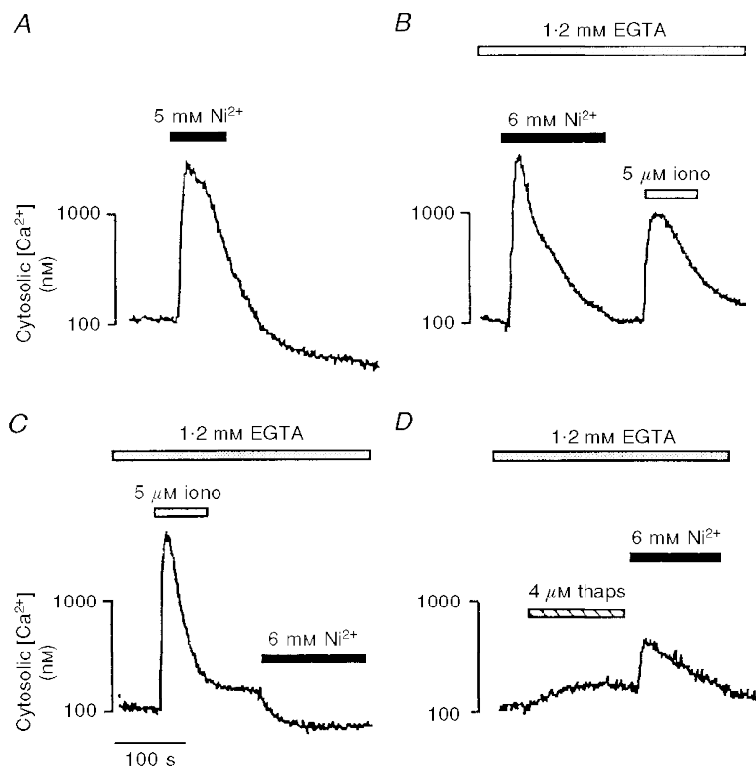 A
5 mM Ni2+
1000
100
Cytosolic [Ca2+]
(nM)
B
1·2 mM EGTA
6 mM Ni2+
5 μM iono
1000
100
C
1·2 mM EGTA
5 μM iono
6 mM Ni2+
1000
100
Cytosolic [Ca2+]
(nM)
100 s
D
1·2 mM EGTA
6 mM Ni2+
4 μM thaps
1000
100